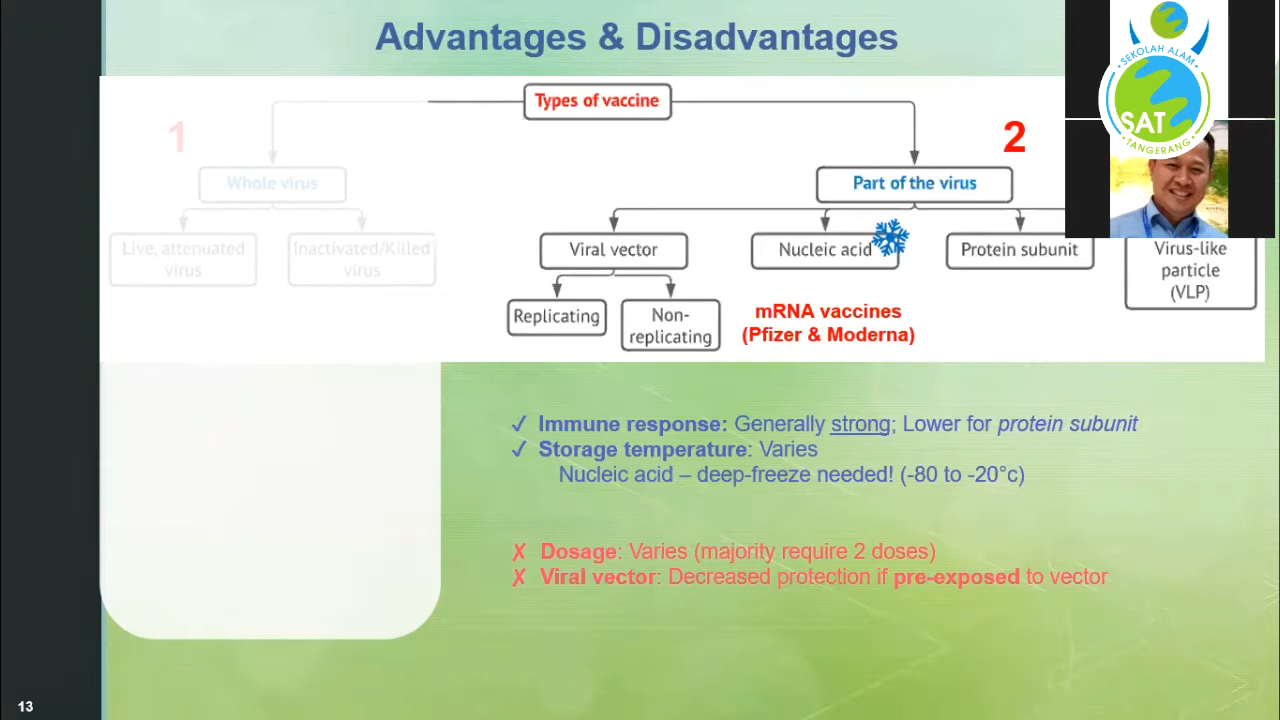 Advantages & Disadvantages
SEKOLAH ALAM
SAT
TANGERANG
Types of vaccine
1
2
Whole virus
Part of the virus
Live, attenuated
virus
Inactivated/Killed
virus
Viral vector
Nucleic acid
Protein subunit
Virus-like
particle
(VLP)
Replicating
Non-
replicating
mRNA vaccines
(Pfizer & Moderna)
✓ Immune response: Generally strong; Lower for protein subunit
✓ Storage temperature: Varies
Nucleic acid – deep-freeze needed! (-80 to -20°c)
✗ Dosage: Varies (majority require 2 doses)
✗ Viral vector: Decreased protection if pre-exposed to vector
13